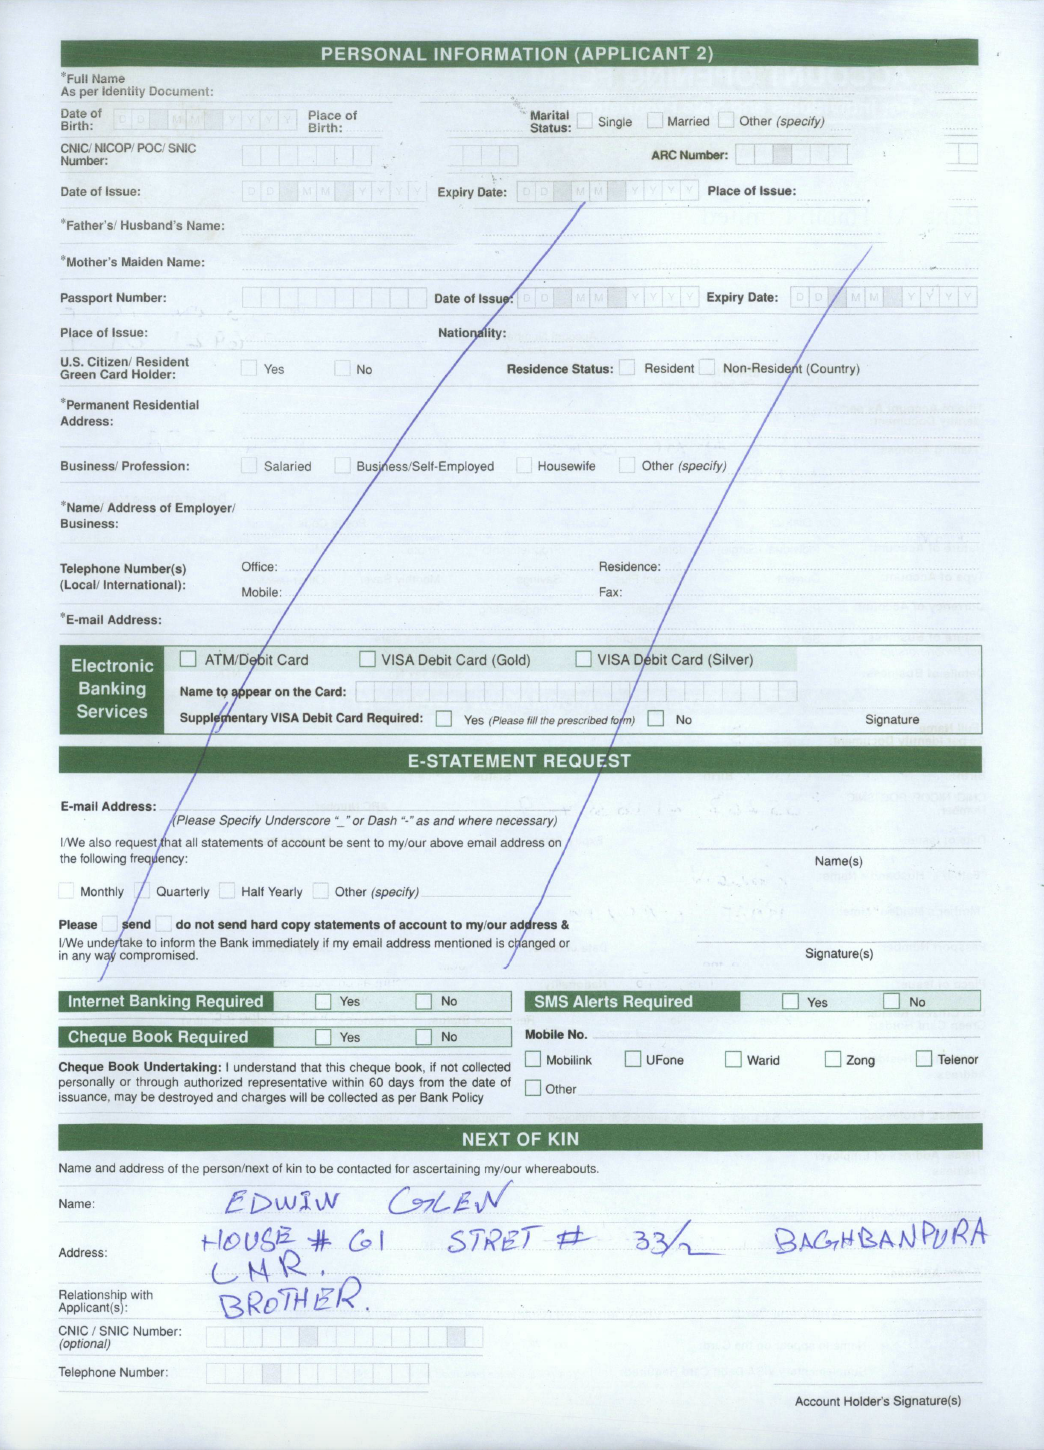 PERSONAL INFORMATION (APPLICANT 2)
*Full Name
As per Identity Document:
Date of Birth: D D M M Y Y Y Y Place of Birth: Marital Status: Single Married Other (specify)
CNIC/ NICOP/ POC/ SNIC Number: ARC Number:
Date of Issue: D D M M Y Y Y Y Expiry Date: D D M M Y Y Y Y Place of Issue:
*Father's/ Husband's Name:
*Mother's Maiden Name:
Passport Number: Date of Issue: D D M M Y Y Y Y Expiry Date: D D M M Y Y Y Y
Place of Issue: Nationality:
U.S. Citizen/ Resident Green Card Holder: Yes No Residence Status: Resident Non-Resident (Country)
*Permanent Residential
Address:
Business/ Profession: Salaried Business/Self-Employed Housewife Other (specify)
*Name/ Address of Employer/
Business:
Telephone Number(s) Office: Residence:
(Local/ International): Mobile: Fax:
*E-mail Address:
Electronic Banking Services
ATM/Debit Card VISA Debit Card (Gold) VISA Debit Card (Silver)
Name to appear on the Card:
Supplementary VISA Debit Card Required: Yes (Please fill the prescribed form) No Signature
E-STATEMENT REQUEST
E-mail Address:
(Please Specify Underscore "_" or Dash "-" as and where necessary)
I/We also request that all statements of account be sent to my/our above email address on
the following frequency:
Name(s)
Monthly Quarterly Half Yearly Other (specify)
Please send do not send hard copy statements of account to my/our address &
I/We undertake to inform the Bank immediately if my email address mentioned is changed or
in any way compromised.
Signature(s)
Internet Banking Required Yes No SMS Alerts Required Yes No
Cheque Book Required Yes No Mobile No.
Mobilink UFone Warid Zong Telenor
Other
Cheque Book Undertaking: I understand that this cheque book, if not collected
personally or through authorized representative within 60 days from the date of
issuance, may be destroyed and charges will be collected as per Bank Policy
NEXT OF KIN
Name and address of the person/next of kin to be contacted for ascertaining my/our whereabouts.
Name: EDWIN GLEN
Address: HOUSE # G1 STRET # 33/2 BAGHBANPURA
LHR.
Relationship with Applicant(s): BROTHER.
CNIC / SNIC Number:
(optional)
Telephone Number:
Account Holder's Signature(s)